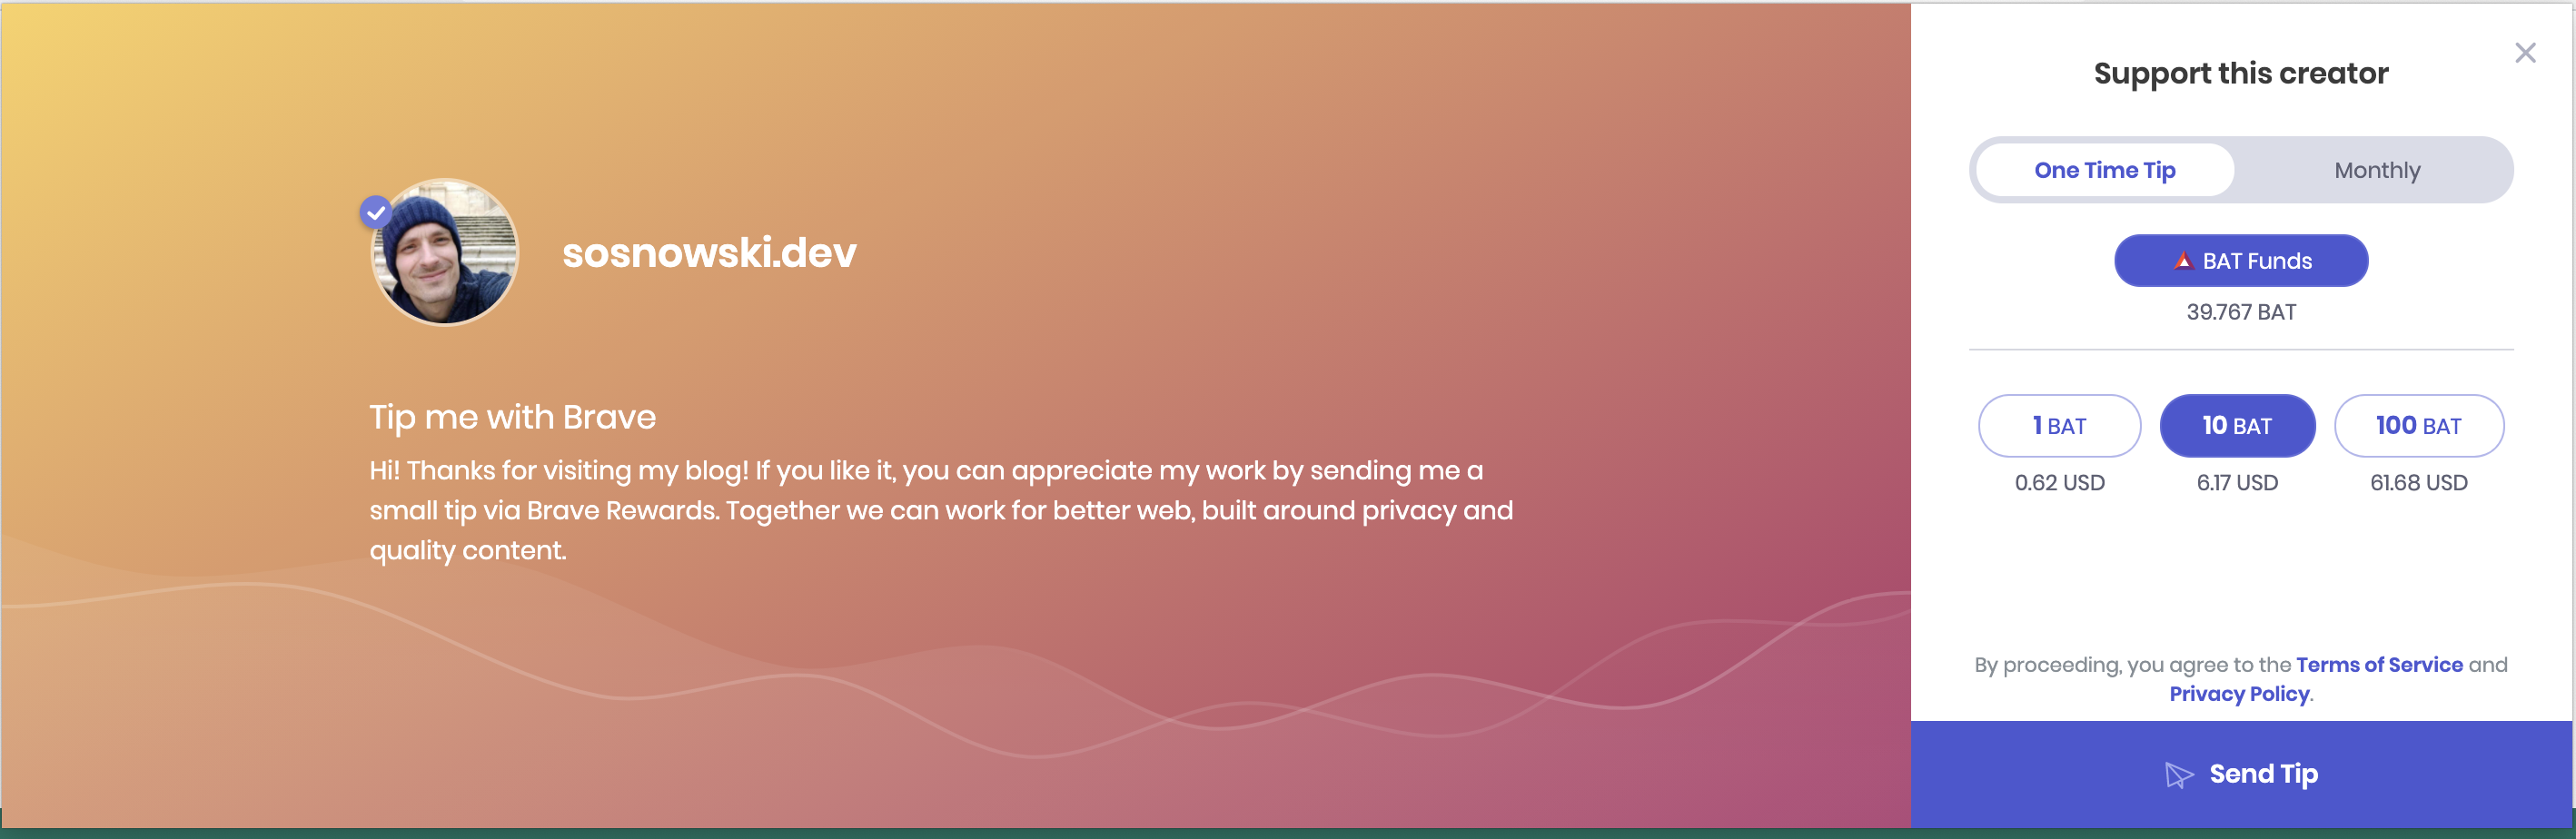 sosnowski.dev
Tip me with Brave
Hi! Thanks for visiting my blog! If you like it, you can appreciate my work by sending me a
small tip via Brave Rewards. Together we can work for better web, built around privacy and
quality content.
Support this creator
One Time Tip Monthly
BAT Funds
39.767 BAT
1 BAT 10 BAT 100 BAT
0.62 USD 6.17 USD 61.68 USD
By proceeding, you agree to the Terms of Service and
Privacy Policy.
Send Tip